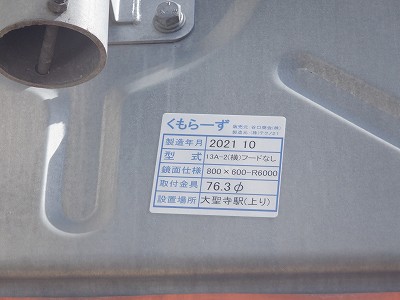 くもらーず
製造年月 2021 10
型式 13A-2(横)フードなし
鏡面仕様 800×600-R6000
取付金具 76.3φ
設置場所 大聖寺駅(上り)